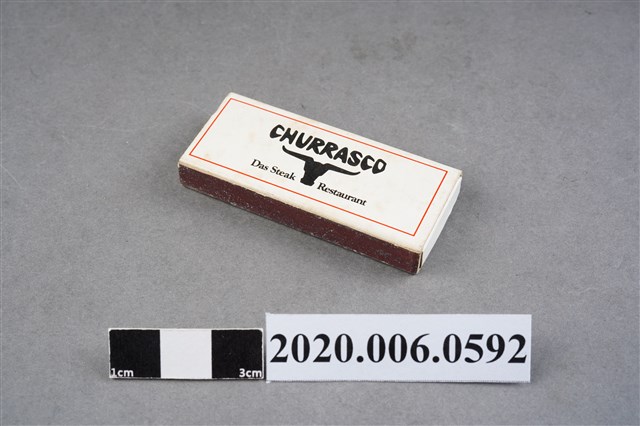 CHURRASCO
Das Steak Restaurant
1cm 3cm
2020.006.0592